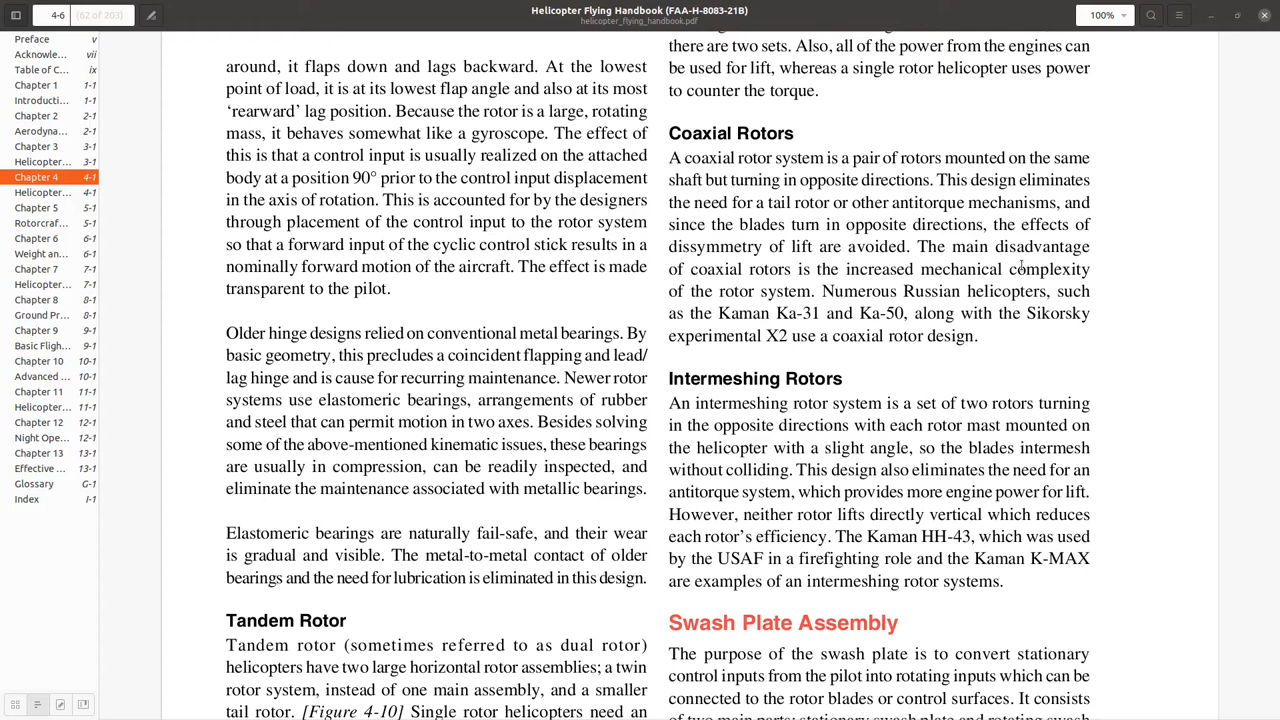 4-6
(62 of 203)
Helicopter Flying Handbook (FAA-H-8083-21B)
helicopter_flying_handbook.pdf
100%
Preface v
Acknowle... vii
Table of C... ix
Chapter 1 1-1
Introducti... 1-1
Chapter 2 2-1
Aerodyna... 2-1
Chapter 3 3-1
Helicopter... 3-1
Chapter 4 4-1
Helicopter... 4-1
Chapter 5 5-1
Rotorcraf... 5-1
Chapter 6 6-1
Weight an... 6-1
Chapter 7 7-1
Helicopter... 7-1
Chapter 8 8-1
Ground Pr... 8-1
Chapter 9 9-1
Basic Fligh... 9-1
Chapter 10 10-1
Advanced ... 10-1
Chapter 11 11-1
Helicopter... 11-1
Chapter 12 12-1
Night Ope... 12-1
Chapter 13 13-1
Effective ... 13-1
Glossary G-1
Index I-1
around, it flaps down and lags backward. At the lowest
point of load, it is at its lowest flap angle and also at its most
‘rearward’ lag position. Because the rotor is a large, rotating
mass, it behaves somewhat like a gyroscope. The effect of
this is that a control input is usually realized on the attached
body at a position 90° prior to the control input displacement
in the axis of rotation. This is accounted for by the designers
through placement of the control input to the rotor system
so that a forward input of the cyclic control stick results in a
nominally forward motion of the aircraft. The effect is made
transparent to the pilot.
Older hinge designs relied on conventional metal bearings. By
basic geometry, this precludes a coincident flapping and lead/
lag hinge and is cause for recurring maintenance. Newer rotor
systems use elastomeric bearings, arrangements of rubber
and steel that can permit motion in two axes. Besides solving
some of the above-mentioned kinematic issues, these bearings
are usually in compression, can be readily inspected, and
eliminate the maintenance associated with metallic bearings.
Elastomeric bearings are naturally fail-safe, and their wear
is gradual and visible. The metal-to-metal contact of older
bearings and the need for lubrication is eliminated in this design.
Tandem Rotor
Tandem rotor (sometimes referred to as dual rotor)
helicopters have two large horizontal rotor assemblies; a twin
rotor system, instead of one main assembly, and a smaller
tail rotor. [Figure 4-10] Single rotor helicopters need an
there are two sets. Also, all of the power from the engines can
be used for lift, whereas a single rotor helicopter uses power
to counter the torque.
Coaxial Rotors
A coaxial rotor system is a pair of rotors mounted on the same
shaft but turning in opposite directions. This design eliminates
the need for a tail rotor or other antitorque mechanisms, and
since the blades turn in opposite directions, the effects of
dissymmetry of lift are avoided. The main disadvantage
of coaxial rotors is the increased mechanical complexity
of the rotor system. Numerous Russian helicopters, such
as the Kaman Ka-31 and Ka-50, along with the Sikorsky
experimental X2 use a coaxial rotor design.
Intermeshing Rotors
An intermeshing rotor system is a set of two rotors turning
in the opposite directions with each rotor mast mounted on
the helicopter with a slight angle, so the blades intermesh
without colliding. This design also eliminates the need for an
antitorque system, which provides more engine power for lift.
However, neither rotor lifts directly vertical which reduces
each rotor’s efficiency. The Kaman HH-43, which was used
by the USAF in a firefighting role and the Kaman K-MAX
are examples of an intermeshing rotor systems.
Swash Plate Assembly
The purpose of the swash plate is to convert stationary
control inputs from the pilot into rotating inputs which can be
connected to the rotor blades or control surfaces. It consists
of two main parts: stationary swash plate and rotating swash